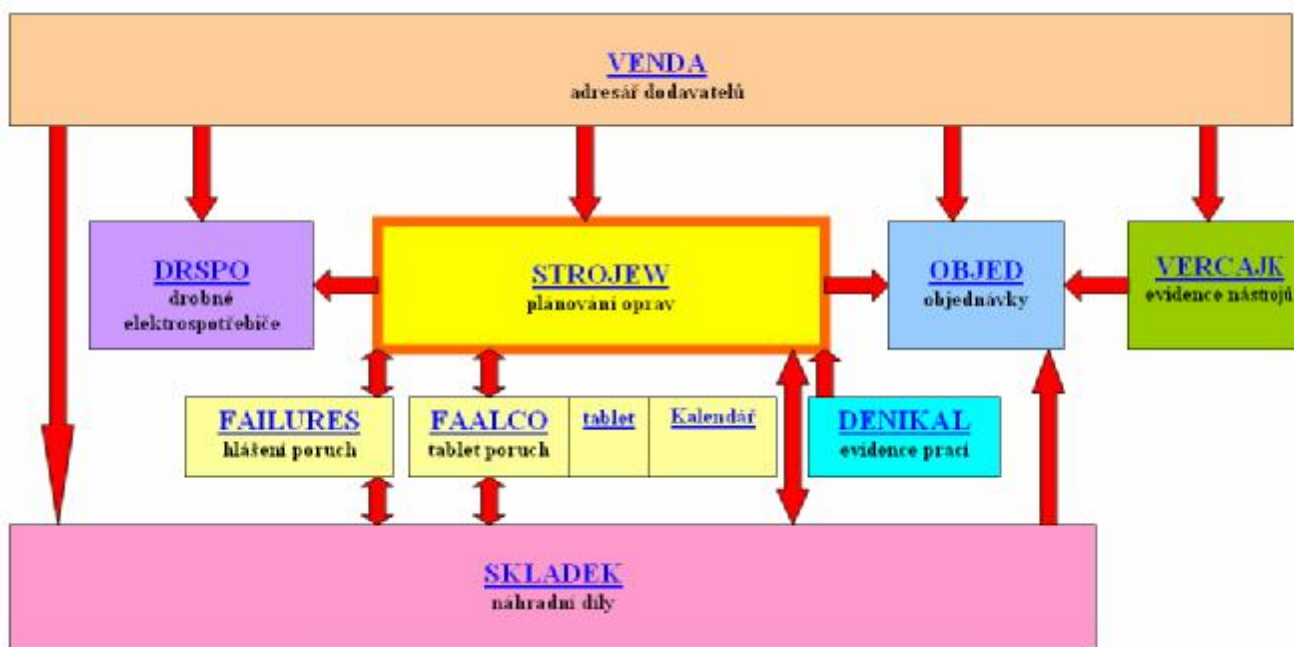 VENDA
adresář dodavatelů
DRSPO
drobné
elektrospotřebiče
STROJEW
plánování oprav
OBJED
objednávky
VERCAJK
evidence nástrojů
FAILURES
hlášení poruch
FAALCO
tablet poruch
tablet
Kalendář
DENIKAL
evidence prací
SKLADEK
náhradní díly